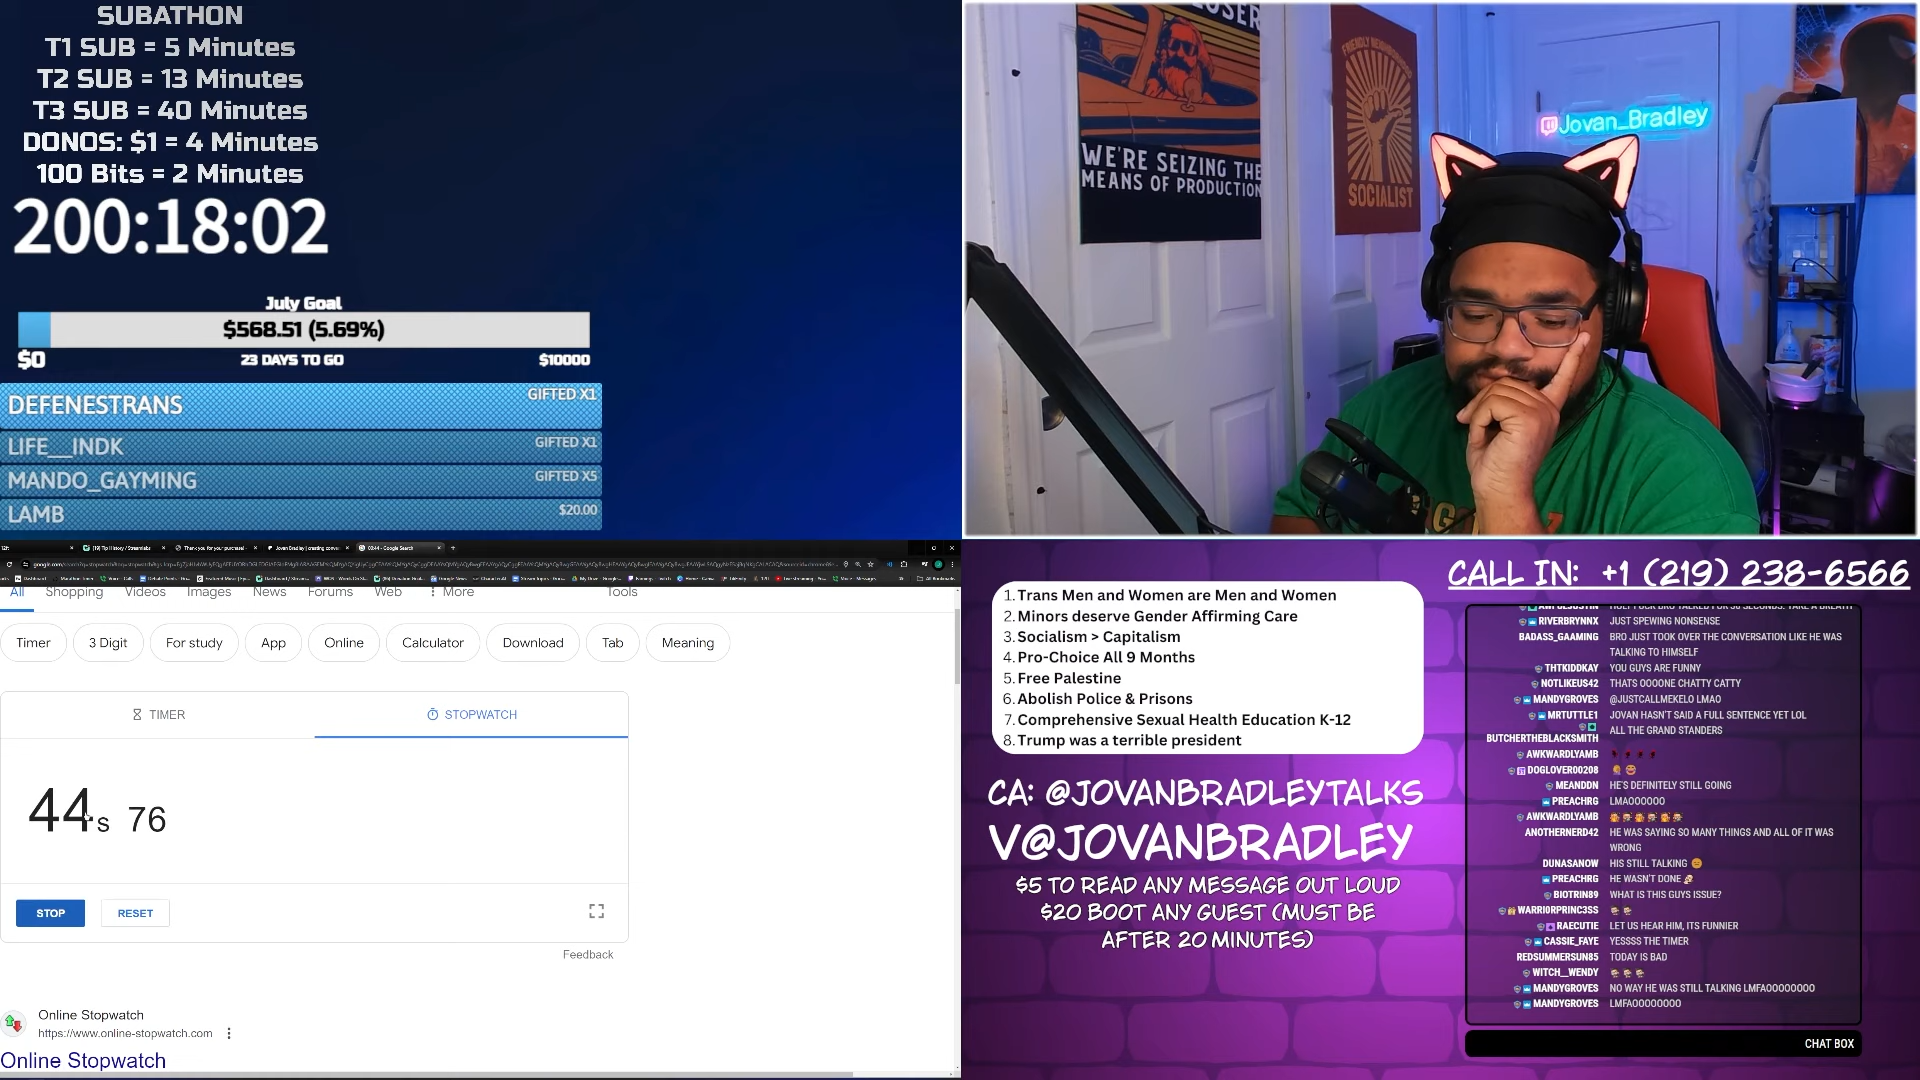 SUBATHON
T1 SUB = 5 Minutes
T2 SUB = 13 Minutes
T3 SUB = 40 Minutes
DONOS: $1 = 4 Minutes
100 Bits = 2 Minutes
200:18:02
July Goal
$568.51 (5.69%)
$0
23 DAYS TO GO
$10000
DEFENESTRANS
GIFTED X1
LIFE__INDK
GIFTED X1
MANDO_GAYMING
GIFTED X5
LAMB
$20.00
WE'RE SEIZING THE
MEANS OF PRODUCTION
FRIENDLY NEIGHBORHOOD
SOCIALIST
Jovan_Bradley
All
Shopping
Videos
Images
News
Forums
Web
More
Tools
Timer
3 Digit
For study
App
Online
Calculator
Download
Tab
Meaning
TIMER
STOPWATCH
44s 76
STOP
RESET
Feedback
Online Stopwatch
https://www.online-stopwatch.com
Online Stopwatch
1. Trans Men and Women are Men and Women
2. Minors deserve Gender Affirming Care
3. Socialism > Capitalism
4. Pro-Choice All 9 Months
5. Free Palestine
6. Abolish Police & Prisons
7. Comprehensive Sexual Health Education K-12
8. Trump was a terrible president
CA: @JOVANBRADLEYTALKS
V@JOVANBRADLEY
$5 TO READ ANY MESSAGE OUT LOUD
$20 BOOT ANY GUEST (MUST BE
AFTER 20 MINUTES)
CALL IN: +1 (219) 238-6566
RIVERBRYNNX JUST SPEWING NONSENSE
BADASS_GAAMING BRO JUST TOOK OVER THE CONVERSATION LIKE HE WAS
TALKING TO HIMSELF
THTKIDDKAY YOU GUYS ARE FUNNY
NOTLIKEUS42 THATS OOOONE CHATTY CATTY
MANDYGROVES @JUSTCALLMEKELO LMAO
MRTUTTLE1 JOVAN HASN'T SAID A FULL SENTENCE YET LOL
BUTCHERTHEBLACKSMITH ALL THE GRAND STANDERS
AWKWARDLYAMB
DOGLOVER00208
MEANDDN HE'S DEFINITELY STILL GOING
PREACHRG LMAOOOOOO
AWKWARDLYAMB
ANOTHERNERD42 HE WAS SAYING SO MANY THINGS AND ALL OF IT WAS
WRONG
DUNASANOW HIS STILL TALKING
PREACHRG HE WASN'T DONE
BIOTRIN89 WHAT IS THIS GUYS ISSUE?
WARRI0RPRINC3SS
RAECUTIE LET US HEAR HIM, ITS FUNNIER
CASSIE_FAYE YESSSS THE TIMER
REDSUMMERSUN85 TODAY IS BAD
WITCH__WENDY
MANDYGROVES NO WAY HE WAS STILL TALKING LMFAOOOOOOOO
MANDYGROVES LMFAOOOOOOOO
CHAT BOX